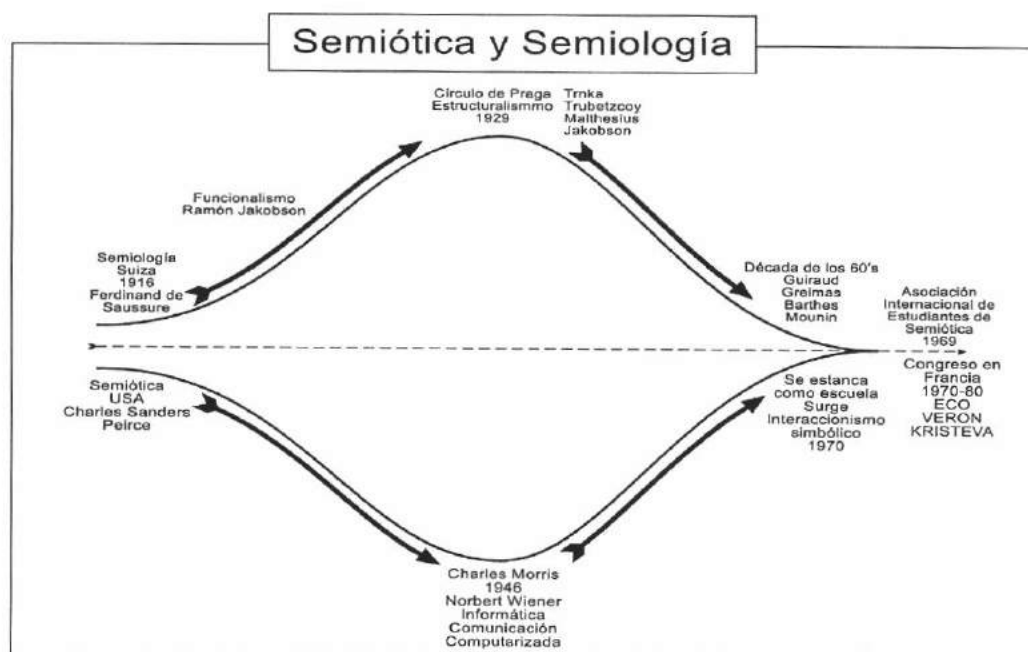 Semiótica y Semiología
Círculo de Praga
Estructuralismmo
1929
Trnka
Trubetzcoy
Malthesius
Jakobson
Funcionalismo
Ramón Jakobson
Semiología
Suiza
1916
Ferdinand de
Saussure
Década de los 60's
Guiraud
Greimas
Barthes
Mounin
Asociación
Internacional de
Estudiantes de
Semiótica
1969
Semiótica
USA
Charles Sanders
Peirce
Se estanca
como escuela
Surge
Interaccionismo
simbólico
1970
Congreso en
Francia
1970-80
ECO
VERON
KRISTEVA
Charles Morris
1946
Norbert Wiener
Informática
Comunicación
Computarizada